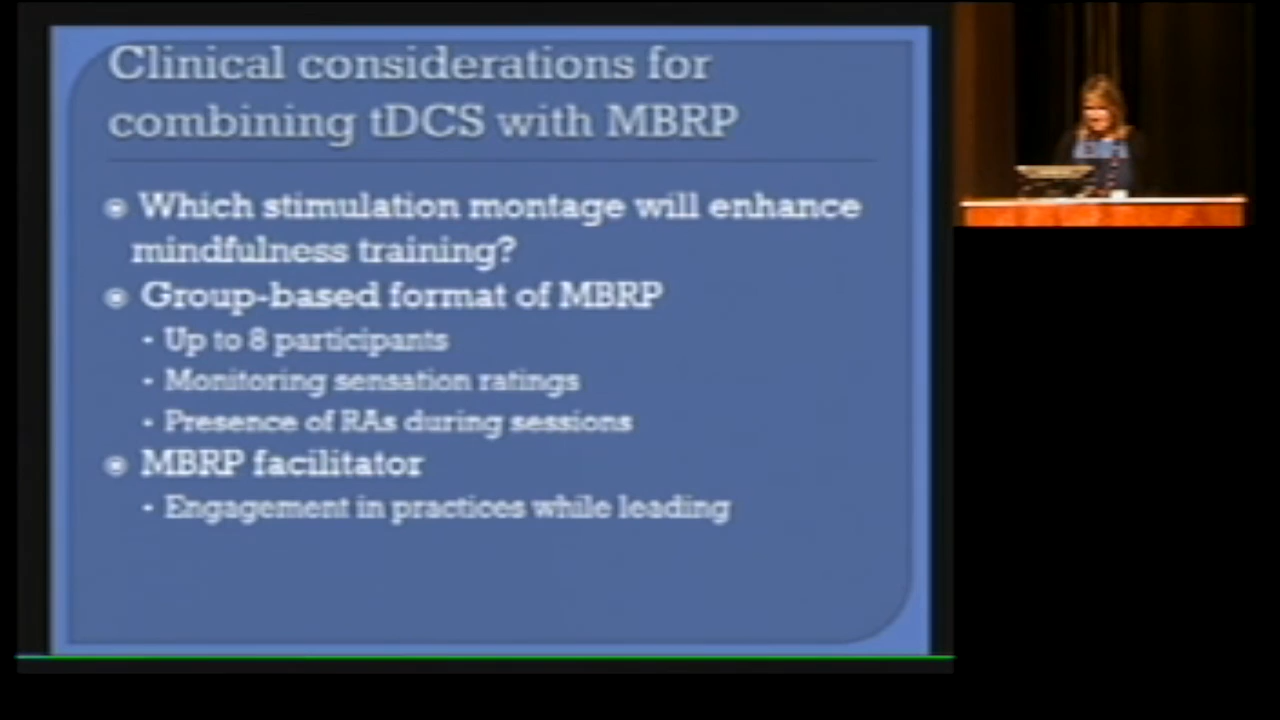 Clinical considerations for
combining tDCS with MBRP
Which stimulation montage will enhance
mindfulness training?
Group-based format of MBRP
Up to 8 participants
Monitoring sensation ratings
Presence of RAs during sessions
MBRP facilitator
Engagement in practices while leading